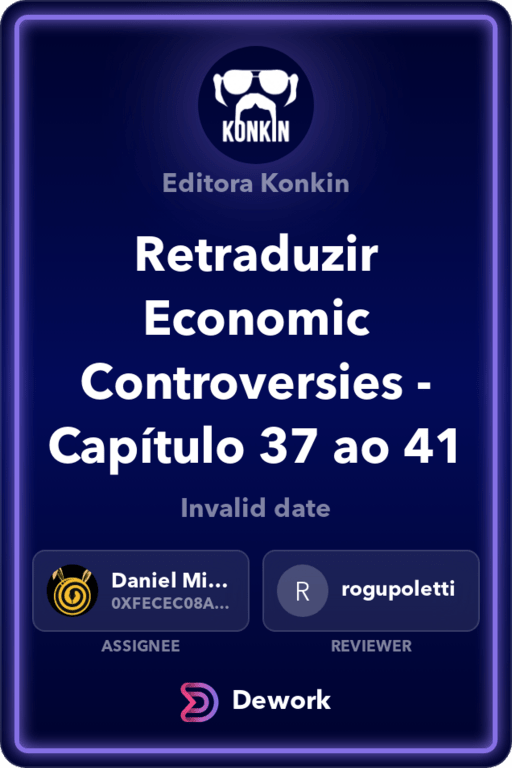 KONKIN
Editora Konkin
Retraduzir
Economic
Controversies -
Capítulo 37 ao 41
Invalid date
Daniel Mi...
0XFECEC08A...
R
rogupoletti
ASSIGNEE
REVIEWER
Dework